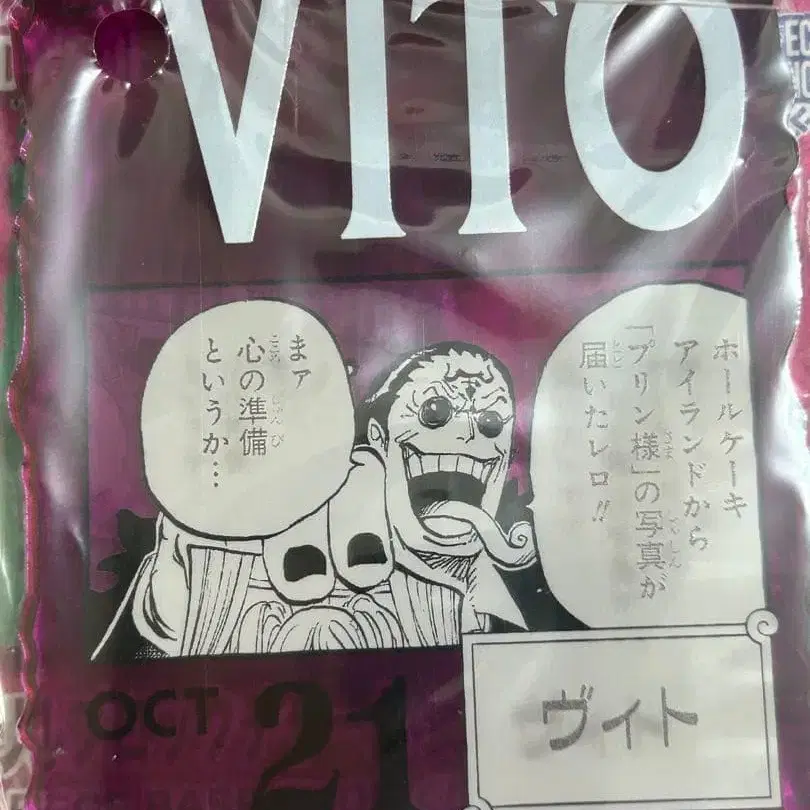 VITO
ホールケーキ
アイランドから
「プリン様」の写真が
届いたレロ!!
まァ
心の準備
というか…
OCT 21
ヴィト